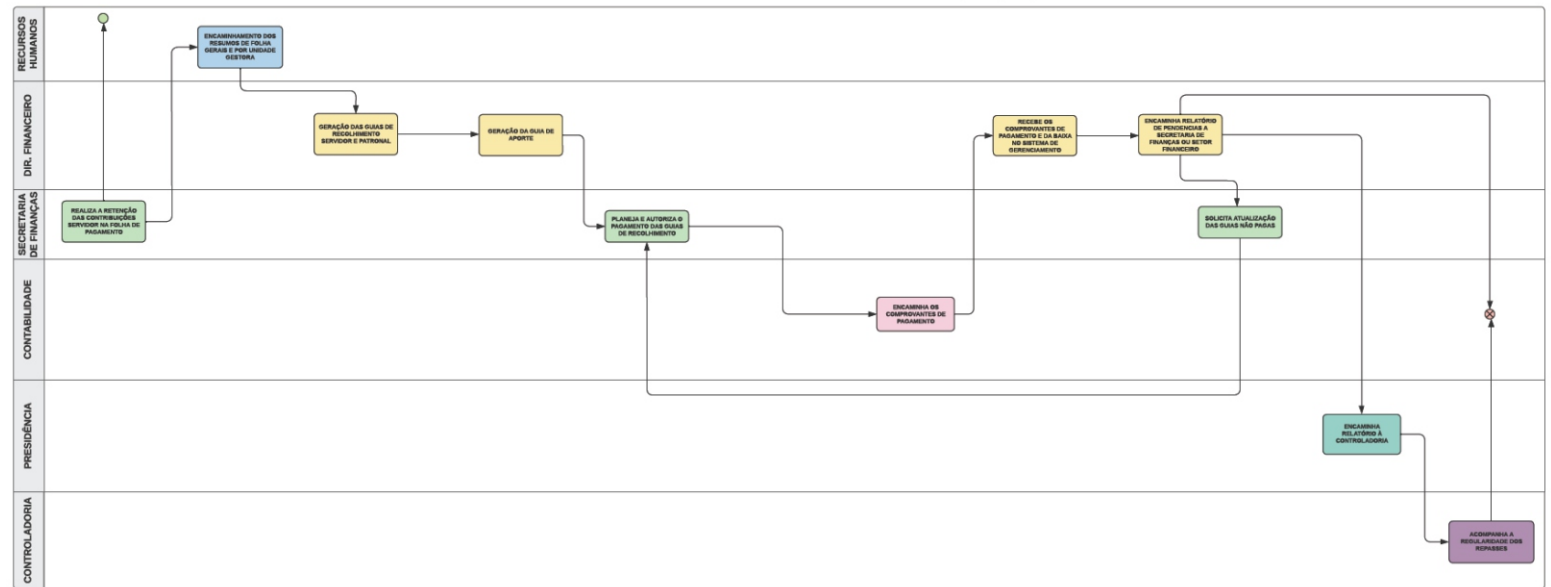 RECURSOS
HUMANOS
ENCAMINHAMENTO DOS
RESUMOS DE FOLHA
GERAIS E POR UNIDADE
GESTORA
DIR. FINANCEIRO
GERAÇÃO DAS GUIAS DE
RECOLHIMENTO
SERVIDOR E PATRONAL
GERAÇÃO DA GUIA DE
APORTE
RECEBE OS
COMPROVANTES DE
PAGAMENTO E DA BAIXA
NO SISTEMA DE
GERENCIAMENTO
ENCAMINHA RELATÓRIO
DE PENDENCIAS A
SECRETARIA DE
FINANÇAS OU SETOR
FINANCEIRO
SECRETARIA
DE FINANÇAS
REALIZA A RETENÇÃO
DAS CONTRIBUIÇÕES
SERVIDOR NA FOLHA DE
PAGAMENTO
PLANEJA E AUTORIZA O
PAGAMENTO DAS GUIAS
DE RECOLHIMENTO
SOLICITA ATUALIZAÇÃO
DAS GUIAS NÃO PAGAS
CONTABILIDADE
ENCAMINHA OS
COMPROVANTES DE
PAGAMENTO
PRESIDÊNCIA
ENCAMINHA
RELATÓRIO À
CONTROLADORIA
CONTROLADORIA
ACOMPANHA A
REGULARIDADE DOS
REPASSES